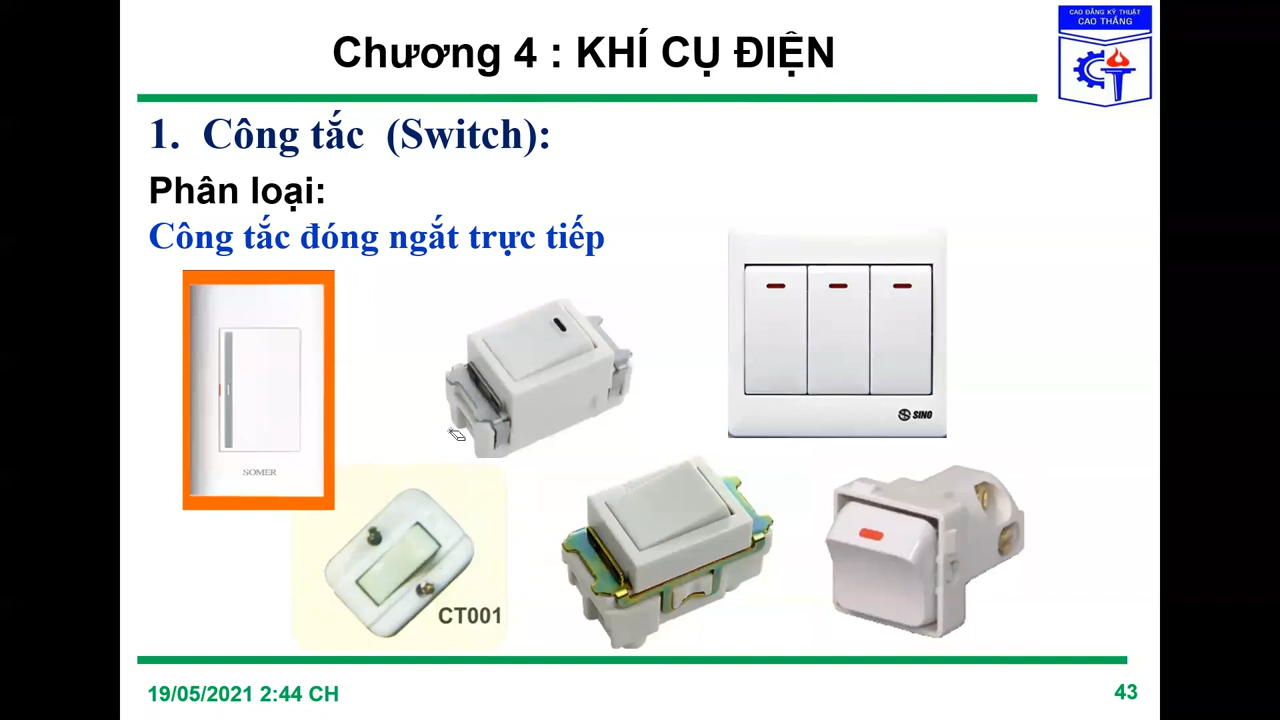 CAO ĐẲNG KỸ THUẬT
CAO THẮNG
Chương 4 : KHÍ CỤ ĐIỆN
1. Công tắc (Switch):
Phân loại:
Công tắc đóng ngắt trực tiếp
SINO
SOMER
CT001
19/05/2021 2:44 CH
43